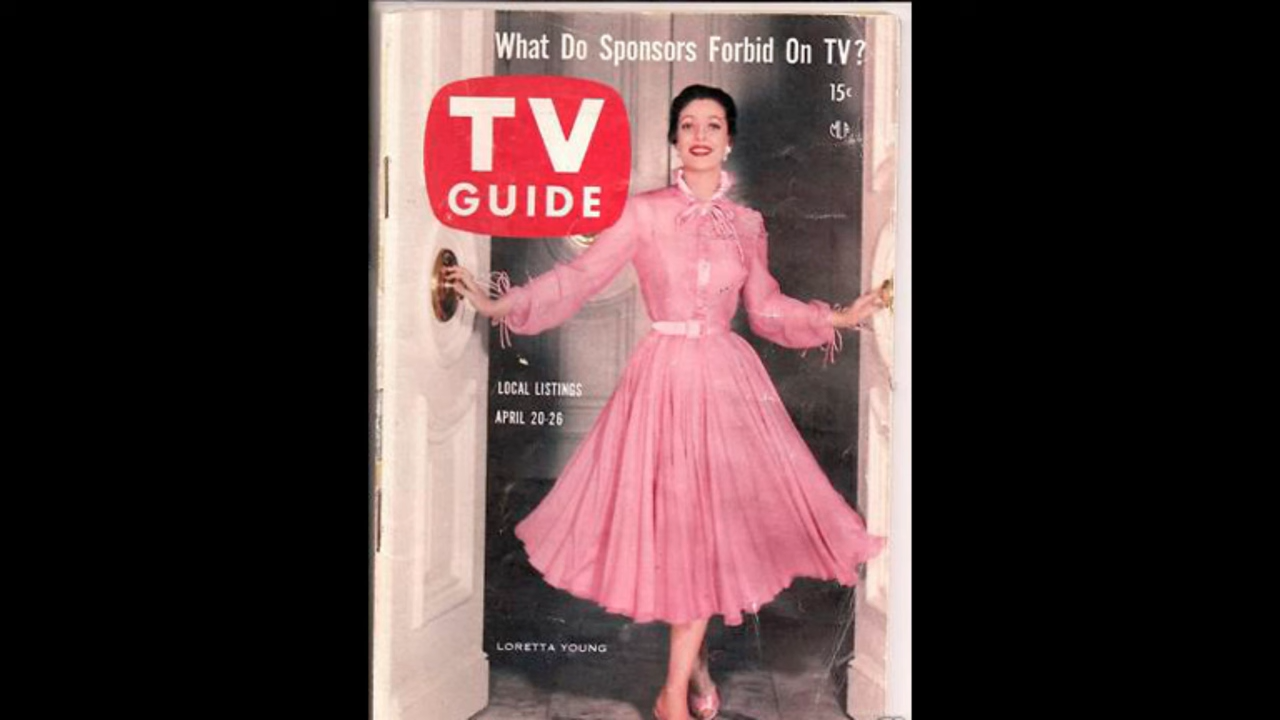 What Do Sponsors Forbid On TV?
15¢
TV
GUIDE
LOCAL LISTINGS
APRIL 20-26
LORETTA YOUNG